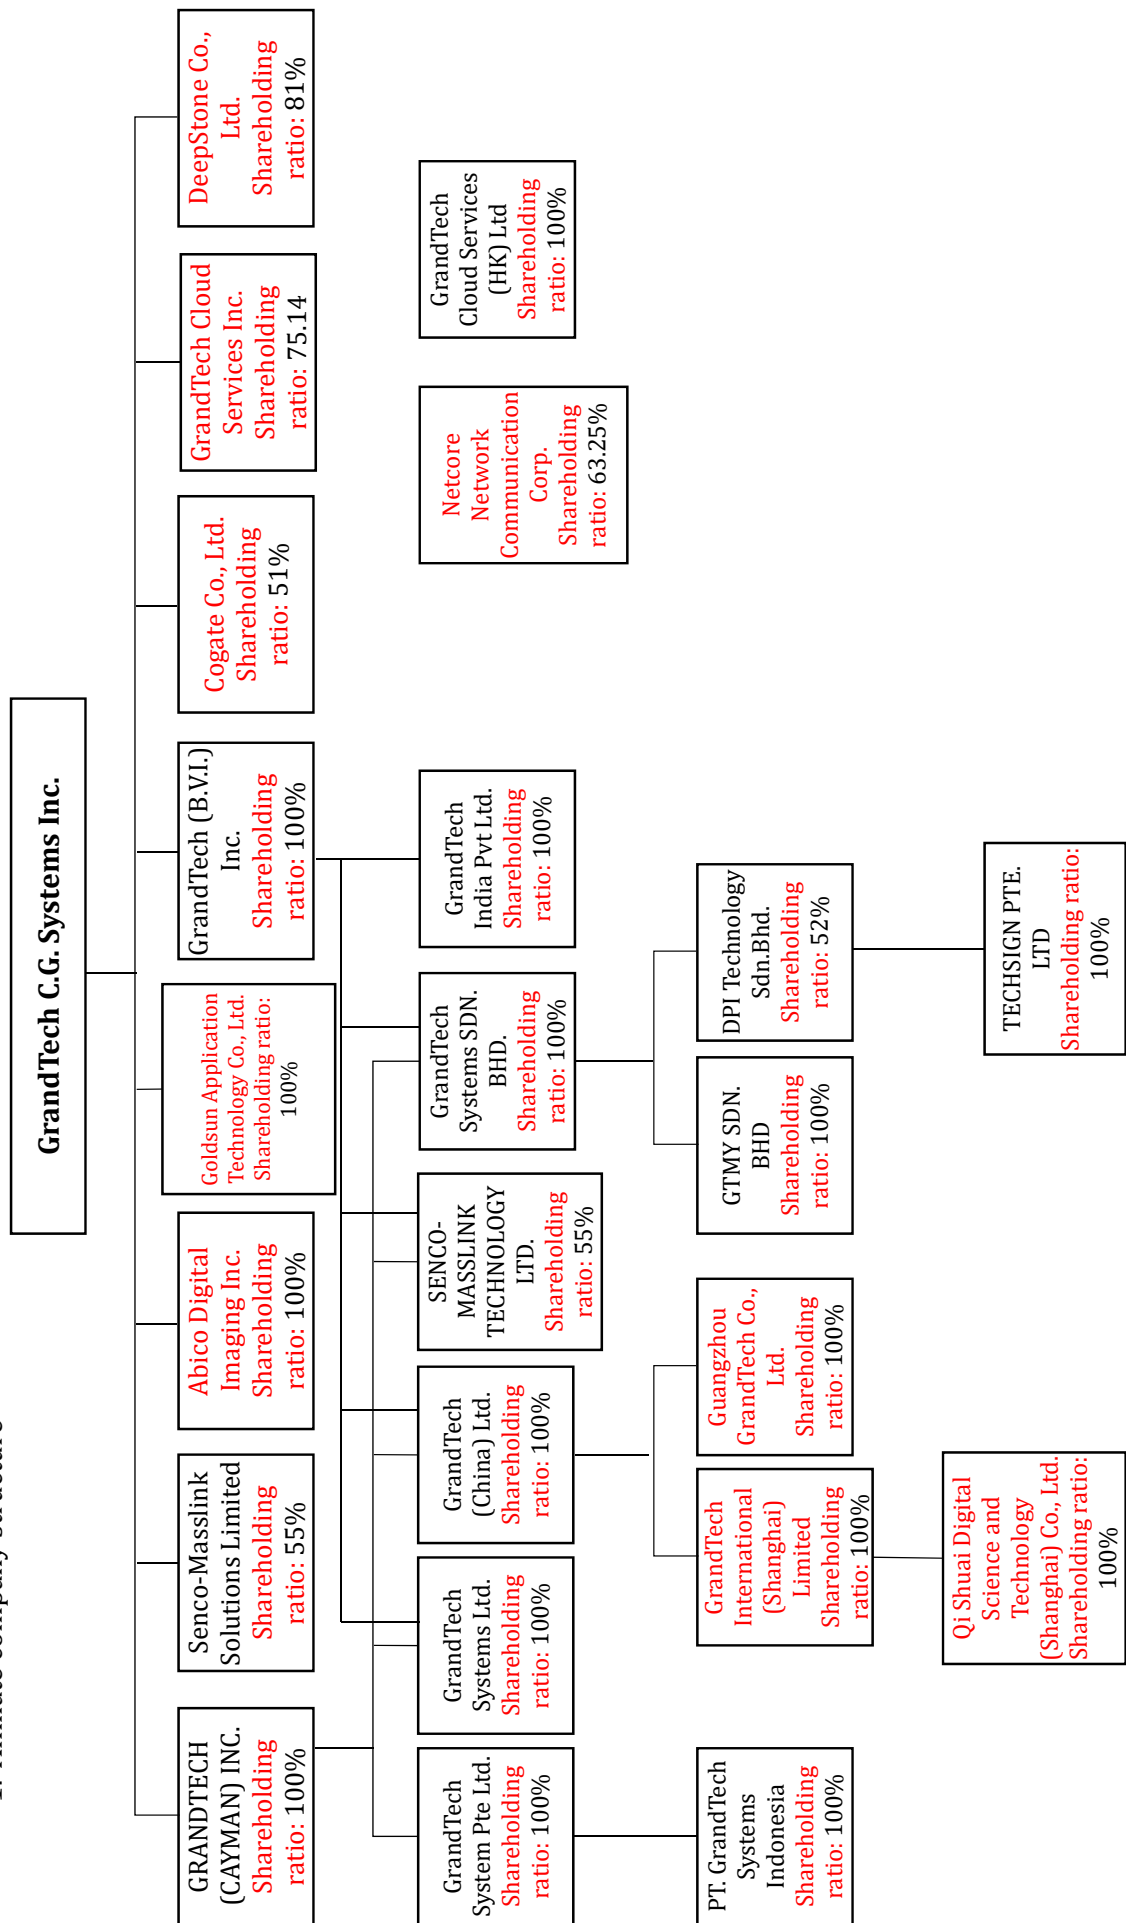 GrandTech C.G. Systems Inc.
GRANDTECH
(CAYMAN) INC.
Shareholding
ratio: 100%
Senco-Masslink
Solutions Limited
Shareholding
ratio: 55%
Abico Digital
Imaging Inc.
Shareholding
ratio: 100%
Goldsun Application
Technology Co., Ltd.
Shareholding ratio:
100%
GrandTech (B.V.I.)
Inc.
Shareholding
ratio: 100%
Cogate Co., Ltd.
Shareholding
ratio: 51%
GrandTech Cloud
Services Inc.
Shareholding
ratio: 75.14
DeepStone Co.,
Ltd.
Shareholding
ratio: 81%
GrandTech
System Pte Ltd.
Shareholding
ratio: 100%
GrandTech
Systems Ltd.
Shareholding
ratio: 100%
GrandTech
(China) Ltd.
Shareholding
ratio: 100%
SENCO-
MASSLINK
TECHNOLOGY
LTD.
Shareholding
ratio: 55%
GrandTech
Systems SDN.
BHD.
Shareholding
ratio: 100%
GrandTech
India Pvt Ltd.
Shareholding
ratio: 100%
Netcore
Network
Communication
Corp.
Shareholding
ratio: 63.25%
GrandTech
Cloud Services
(HK) Ltd
Shareholding
ratio: 100%
PT. GrandTech
Systems
Indonesia
Shareholding
ratio: 100%
GrandTech
International
(Shanghai)
Limited
Shareholding
ratio: 100%
Guangzhou
GrandTech Co.,
Ltd.
Shareholding
ratio: 100%
GTMY SDN.
BHD
Shareholding
ratio: 100%
DPI Technology
Sdn.Bhd.
Shareholding
ratio: 52%
Qi Shuai Digital
Science and
Technology
(Shanghai) Co., Ltd.
Shareholding ratio:
100%
TECHSIGN PTE.
LTD
Shareholding ratio:
100%